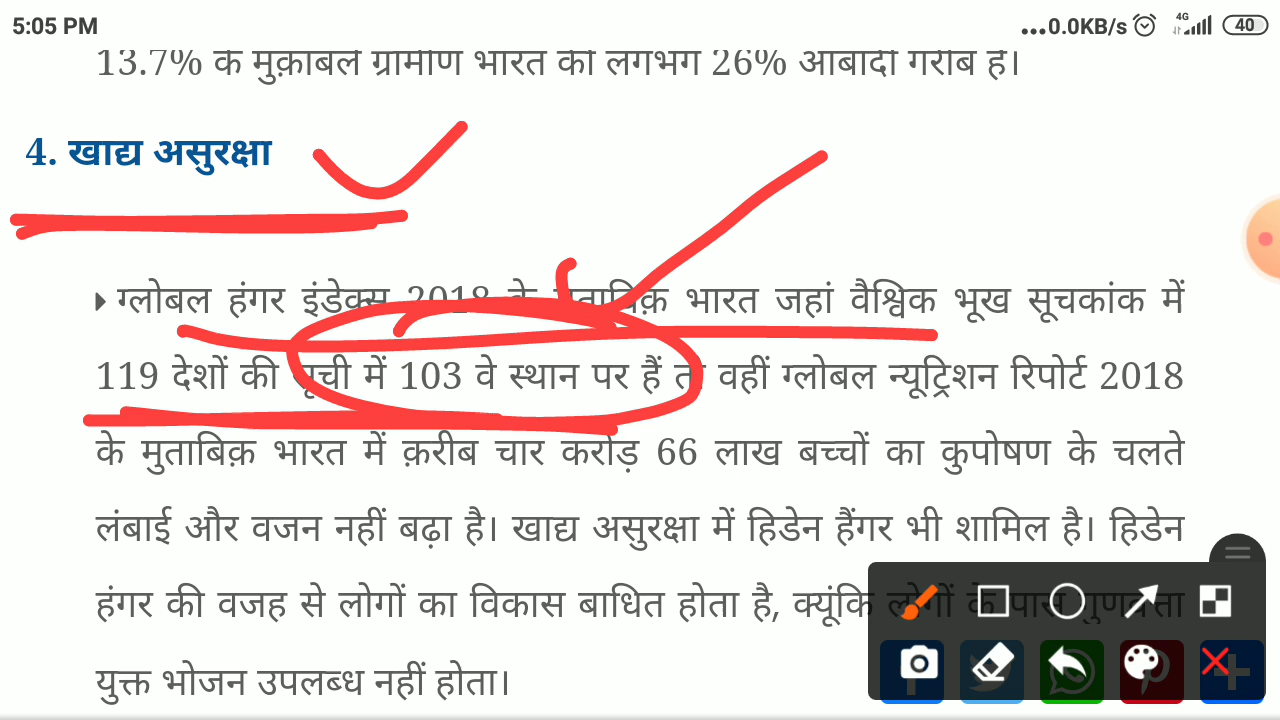 5:05 PM
...0.0KB/s 4G 40
13.7% के मुक़ाबले ग्रामीण भारत की लगभग 26% आबादी गरीब है।
4. खाद्य असुरक्षा
ग्लोबल हंगर इंडेक्स 2018 के मुताबिक़ भारत जहां वैश्विक भूख सूचकांक में
119 देशों की सूची में 103 वे स्थान पर हैं तो वहीं ग्लोबल न्यूट्रिशन रिपोर्ट 2018
के मुताबिक़ भारत में क़रीब चार करोड़ 66 लाख बच्चों का कुपोषण के चलते
लंबाई और वजन नहीं बढ़ा है। खाद्य असुरक्षा में हिडेन हैंगर भी शामिल है। हिडेन
हंगर की वजह से लोगों का विकास बाधित होता है, क्यूंकि लोगों के पास गुणवत्ता
युक्त भोजन उपलब्ध नहीं होता।